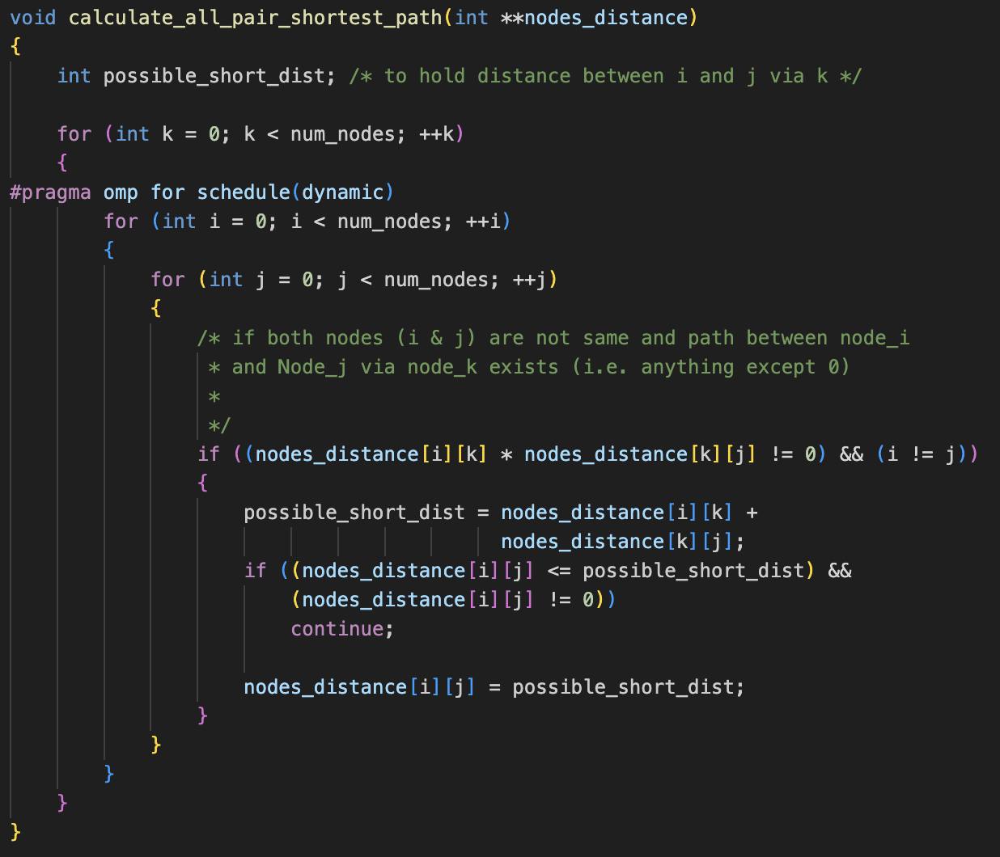 void calculate_all_pair_shortest_path(int **nodes_distance)
{
    int possible_short_dist; /* to hold distance between i and j via k */

    for (int k = 0; k < num_nodes; ++k)
    {
#pragma omp for schedule(dynamic)
        for (int i = 0; i < num_nodes; ++i)
        {
            for (int j = 0; j < num_nodes; ++j)
            {
                /* if both nodes (i & j) are not same and path between node_i
                 * and Node_j via node_k exists (i.e. anything except 0)
                 *
                 */
                if ((nodes_distance[i][k] * nodes_distance[k][j] != 0) && (i != j))
                {
                    possible_short_dist = nodes_distance[i][k] +
                                          nodes_distance[k][j];
                    if ((nodes_distance[i][j] <= possible_short_dist) &&
                        (nodes_distance[i][j] != 0))
                        continue;

                    nodes_distance[i][j] = possible_short_dist;
                }
            }
        }
    }
}